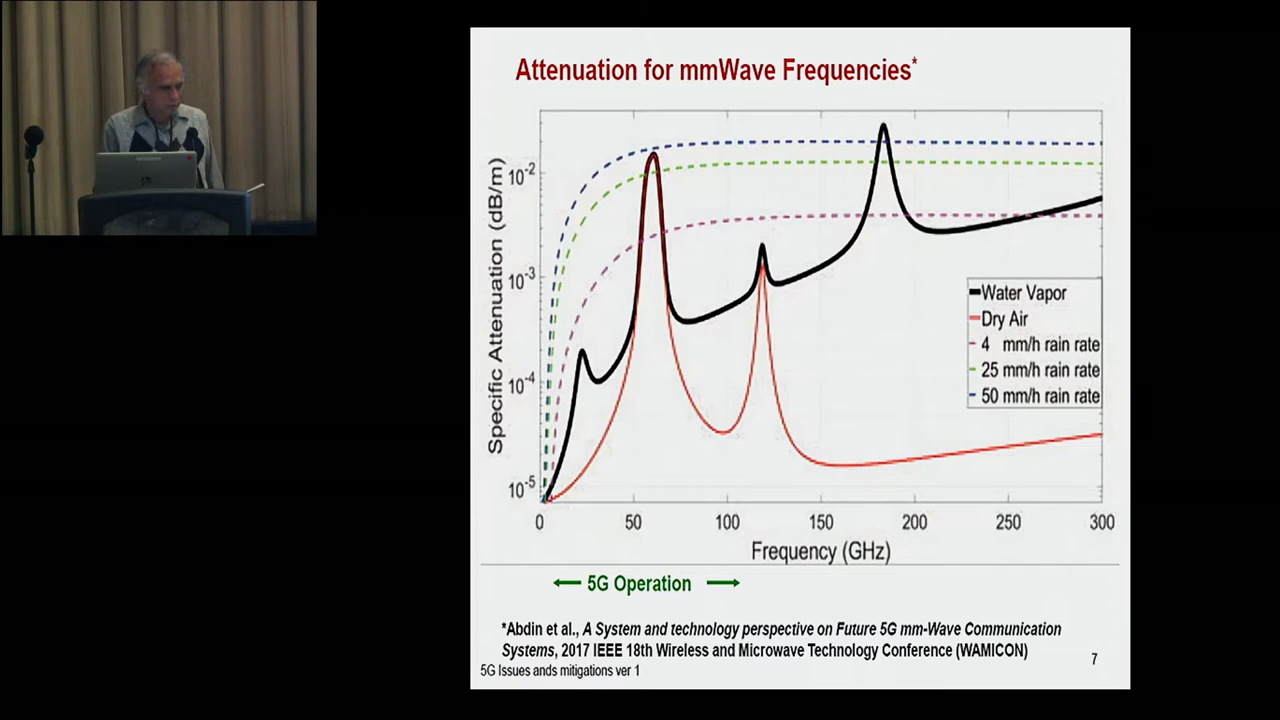 Attenuation for mmWave Frequencies*
Specific Attenuation (dB/m)
10-2
10-3
10-4
10-5
0 50 100 150 200 250 300
Frequency (GHz)
Water Vapor
Dry Air
4 mm/h rain rate
25 mm/h rain rate
50 mm/h rain rate
5G Operation
*Abdin et al., A System and technology perspective on Future 5G mm-Wave Communication
Systems, 2017 IEEE 18th Wireless and Microwave Technology Conference (WAMICON)
7
5G Issues ands mitigations ver 1